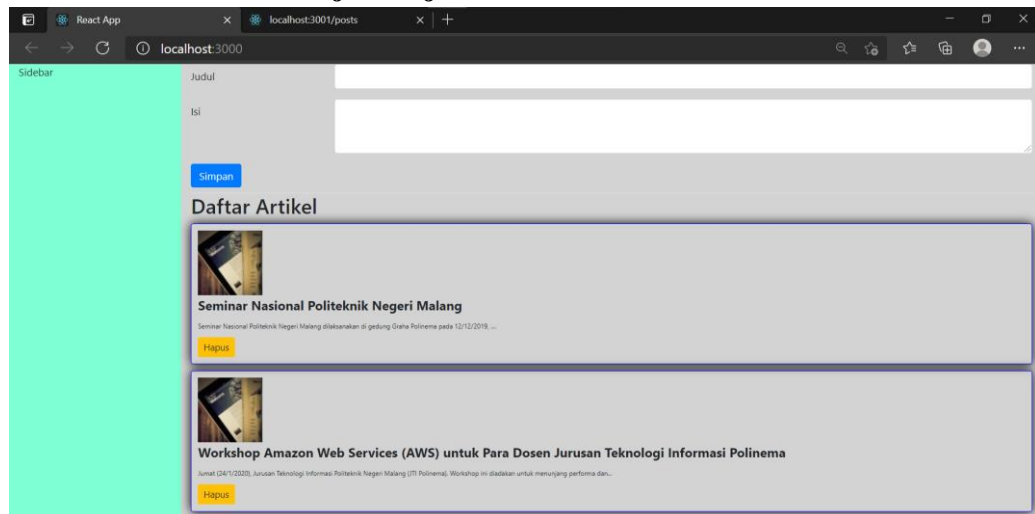 React App
localhost:3001/posts
localhost:3000
Sidebar
Judul
Isi
Simpan
Daftar Artikel
Seminar Nasional Politeknik Negeri Malang
Seminar Nasional Politeknik Negeri Malang dilaksanakan di gedung Graha Polinema pada 12/12/2019, ...
Hapus
Workshop Amazon Web Services (AWS) untuk Para Dosen Jurusan Teknologi Informasi Polinema
Jumat (24/1/2020), Jurusan Teknologi Informasi Politeknik Negeri Malang (JTI Polinema). Workshop ini diadakan untuk menunjang performa dan...
Hapus